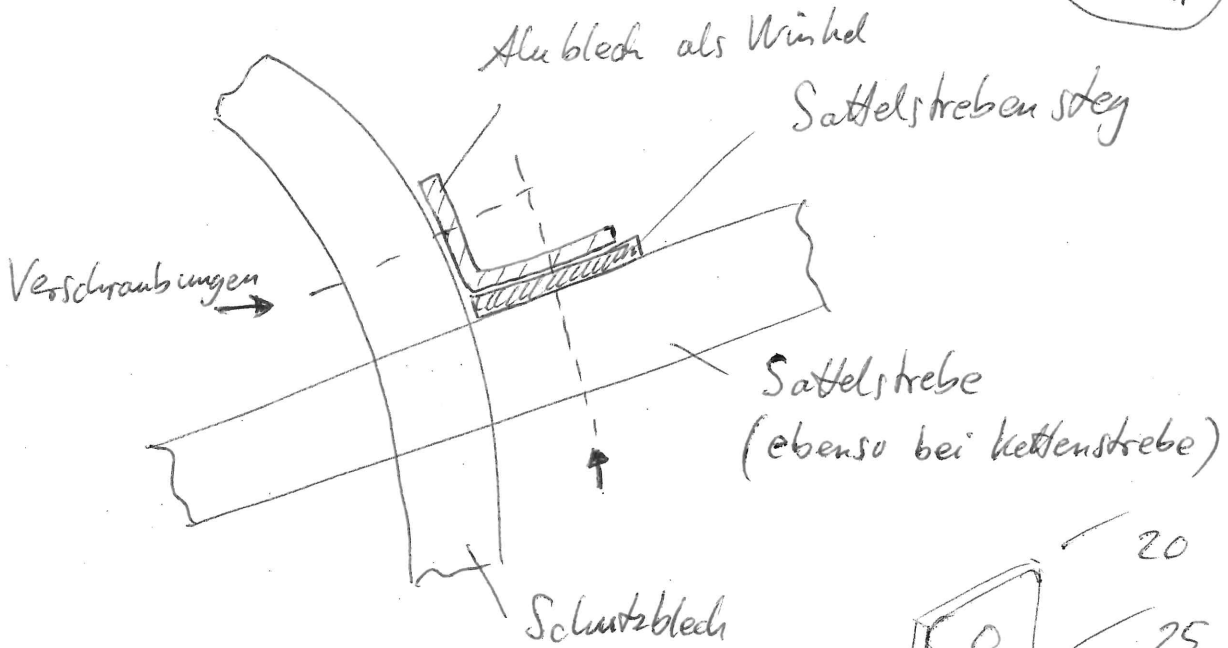 Alublech als Winkel
Sattelstrebensteg
Verschraubungen
Sattelstrebe
(ebenso bei Kettenstrebe)
20
25
Schutzblech